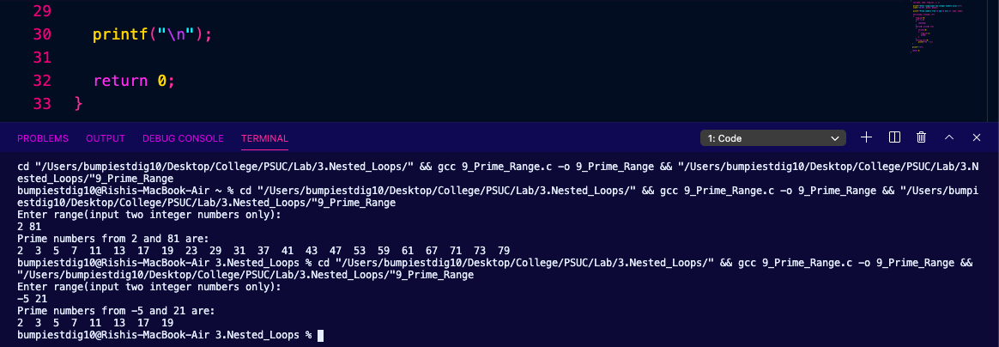 29
30 printf("\n");
31
32 return 0;
33 }
PROBLEMS OUTPUT DEBUG CONSOLE TERMINAL 1: Code
cd "/Users/bumpiestdig10/Desktop/College/PSUC/Lab/3.Nested_Loops/" && gcc 9_Prime_Range.c -o 9_Prime_Range && "/Users/bumpiestdig10/Desktop/College/PSUC/Lab/3.N
ested_Loops/"9_Prime_Range
bumpiestdig10@Rishis-MacBook-Air ~ % cd "/Users/bumpiestdig10/Desktop/College/PSUC/Lab/3.Nested_Loops/" && gcc 9_Prime_Range.c -o 9_Prime_Range && "/Users/bumpi
estdig10/Desktop/College/PSUC/Lab/3.Nested_Loops/"9_Prime_Range
Enter range(input two integer numbers only):
2 81
Prime numbers from 2 and 81 are:
2 3 5 7 11 13 17 19 23 29 31 37 41 43 47 53 59 61 67 71 73 79
bumpiestdig10@Rishis-MacBook-Air 3.Nested_Loops % cd "/Users/bumpiestdig10/Desktop/College/PSUC/Lab/3.Nested_Loops/" && gcc 9_Prime_Range.c -o 9_Prime_Range &&
"/Users/bumpiestdig10/Desktop/College/PSUC/Lab/3.Nested_Loops/"9_Prime_Range
Enter range(input two integer numbers only):
-5 21
Prime numbers from -5 and 21 are:
2 3 5 7 11 13 17 19
bumpiestdig10@Rishis-MacBook-Air 3.Nested_Loops %